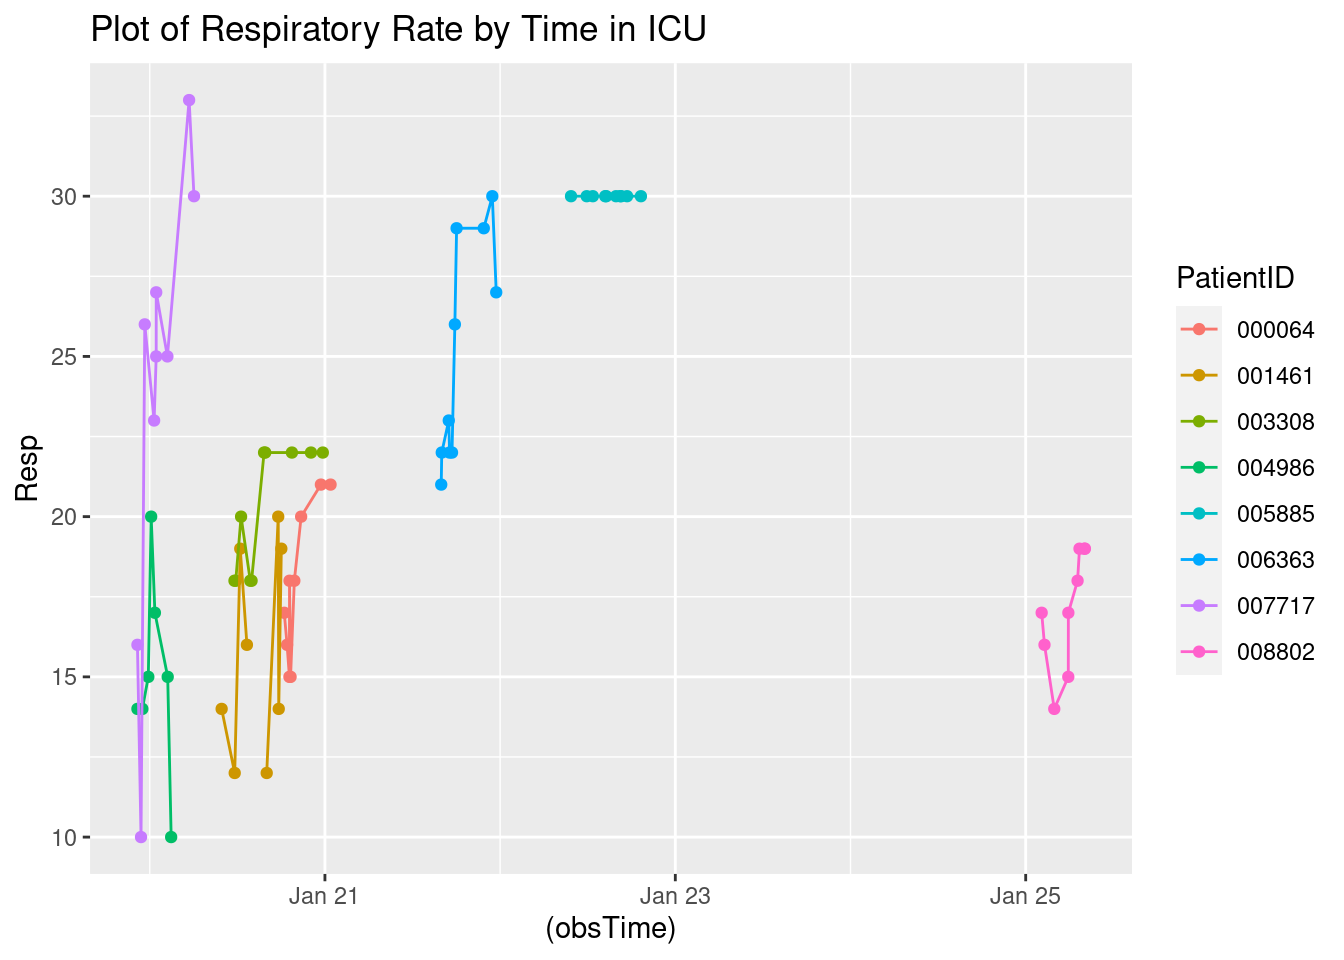 Plot of Respiratory Rate by Time in ICU
Resp
30
25
20
15
10
Jan 21
Jan 23
Jan 25
(obsTime)
PatientID
000064
001461
003308
004986
005885
006363
007717
008802